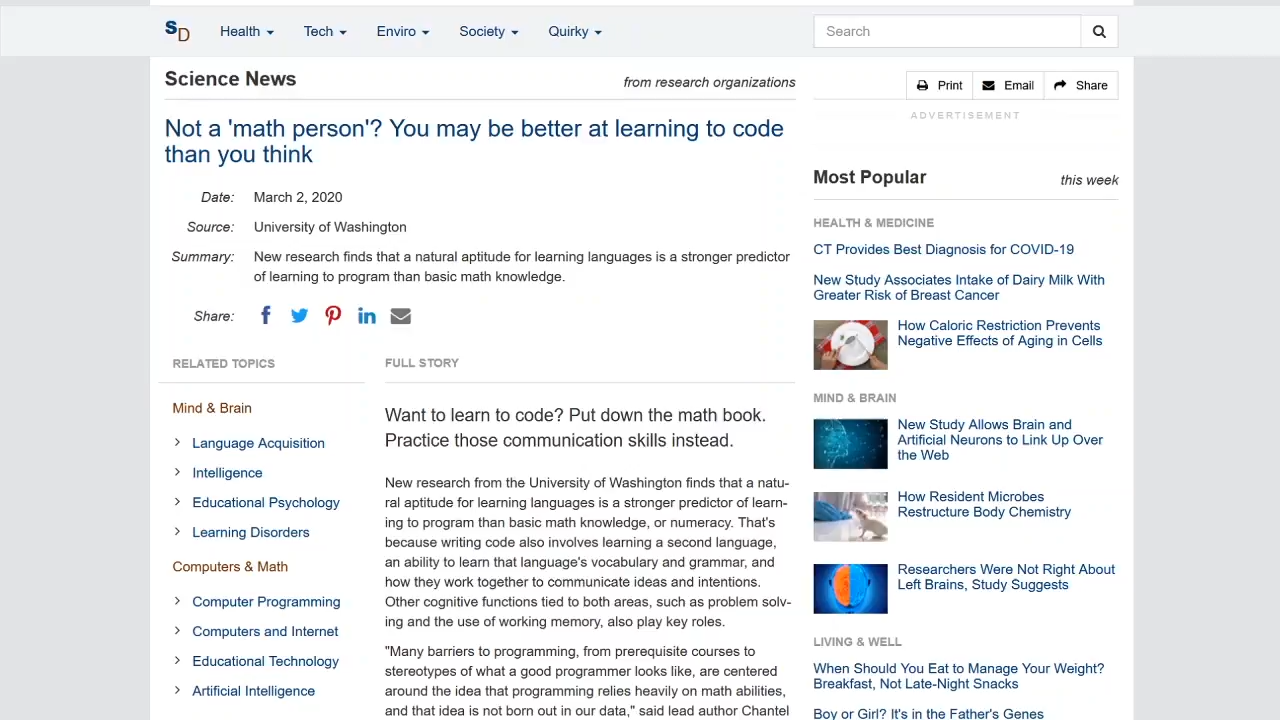 SD
Health
Tech
Enviro
Society
Quirky
Search
Science News
from research organizations
Print
Email
Share
ADVERTISEMENT
Not a 'math person'? You may be better at learning to code
than you think
Date: March 2, 2020
Source: University of Washington
Summary: New research finds that a natural aptitude for learning languages is a stronger predictor
of learning to program than basic math knowledge.
Share:
RELATED TOPICS
Mind & Brain
Language Acquisition
Intelligence
Educational Psychology
Learning Disorders
Computers & Math
Computer Programming
Computers and Internet
Educational Technology
Artificial Intelligence
FULL STORY
Want to learn to code? Put down the math book.
Practice those communication skills instead.
New research from the University of Washington finds that a natu-
ral aptitude for learning languages is a stronger predictor of learn-
ing to program than basic math knowledge, or numeracy. That's
because writing code also involves learning a second language,
an ability to learn that language's vocabulary and grammar, and
how they work together to communicate ideas and intentions.
Other cognitive functions tied to both areas, such as problem solv-
ing and the use of working memory, also play key roles.
"Many barriers to programming, from prerequisite courses to
stereotypes of what a good programmer looks like, are centered
around the idea that programming relies heavily on math abilities,
and that idea is not born out in our data," said lead author Chantel
Most Popular
this week
HEALTH & MEDICINE
CT Provides Best Diagnosis for COVID-19
New Study Associates Intake of Dairy Milk With
Greater Risk of Breast Cancer
How Caloric Restriction Prevents
Negative Effects of Aging in Cells
MIND & BRAIN
New Study Allows Brain and
Artificial Neurons to Link Up Over
the Web
How Resident Microbes
Restructure Body Chemistry
Researchers Were Not Right About
Left Brains, Study Suggests
LIVING & WELL
When Should You Eat to Manage Your Weight?
Breakfast, Not Late-Night Snacks
Boy or Girl? It's in the Father's Genes